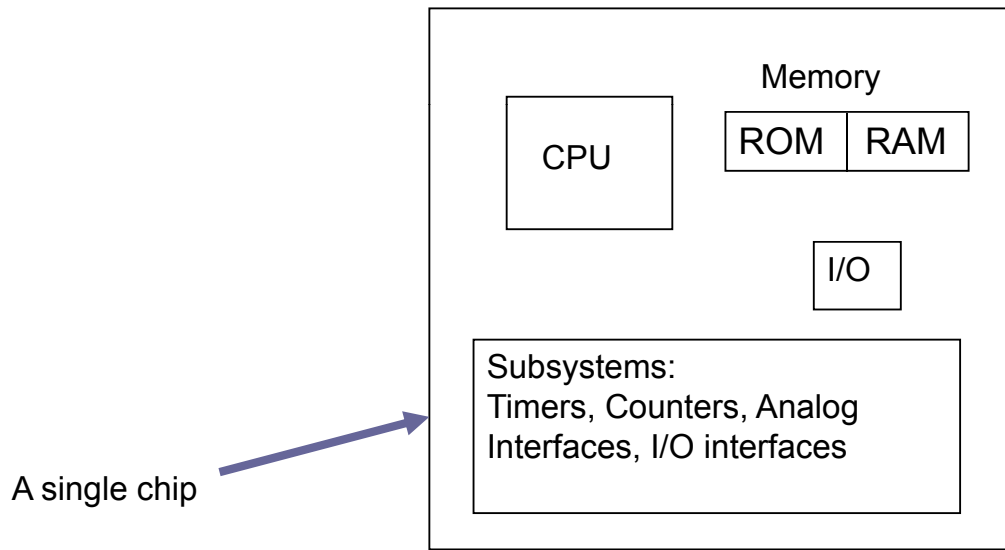 Memory
CPU
ROM
RAM
I/O
Subsystems:
Timers, Counters, Analog
Interfaces, I/O interfaces
A single chip